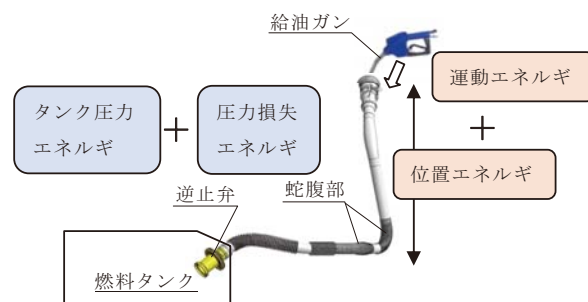 給油ガン
運動エネルギ
+
位置エネルギ
タンク圧力
エネルギ
+
圧力損失
エネルギ
逆止弁
蛇腹部
燃料タンク